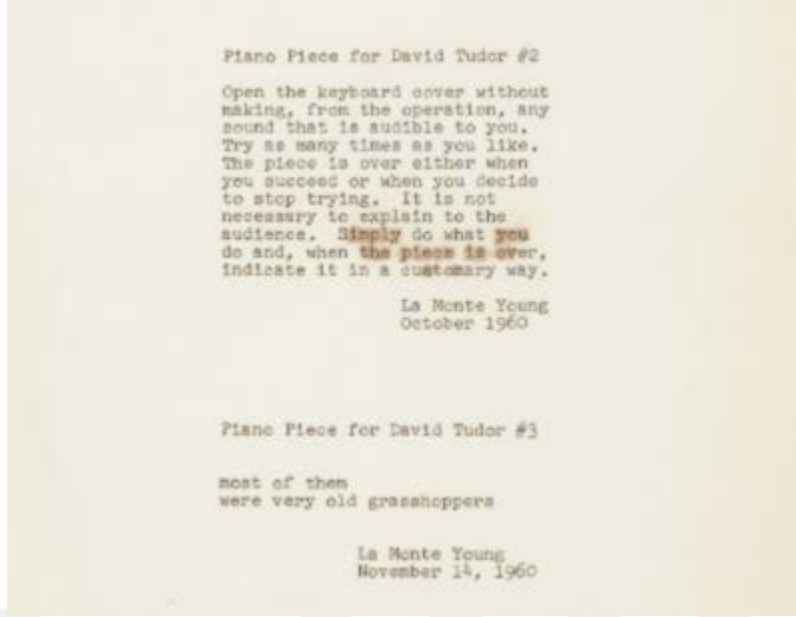 Piano Piece for David Tudor #2
Open the keyboard cover without
making, from the operation, any
sound that is audible to you.
Try as many times as you like.
The piece is over either when
you succeed or when you decide
to stop trying.  It is not
necessary to explain to the
audience.  Simply do what you
do and, when the piece is over,
indicate it in a customary way.
La Monte Young
October 1960
Piano Piece for David Tudor #3
most of them
were very old grasshoppers
La Monte Young
November 14, 1960